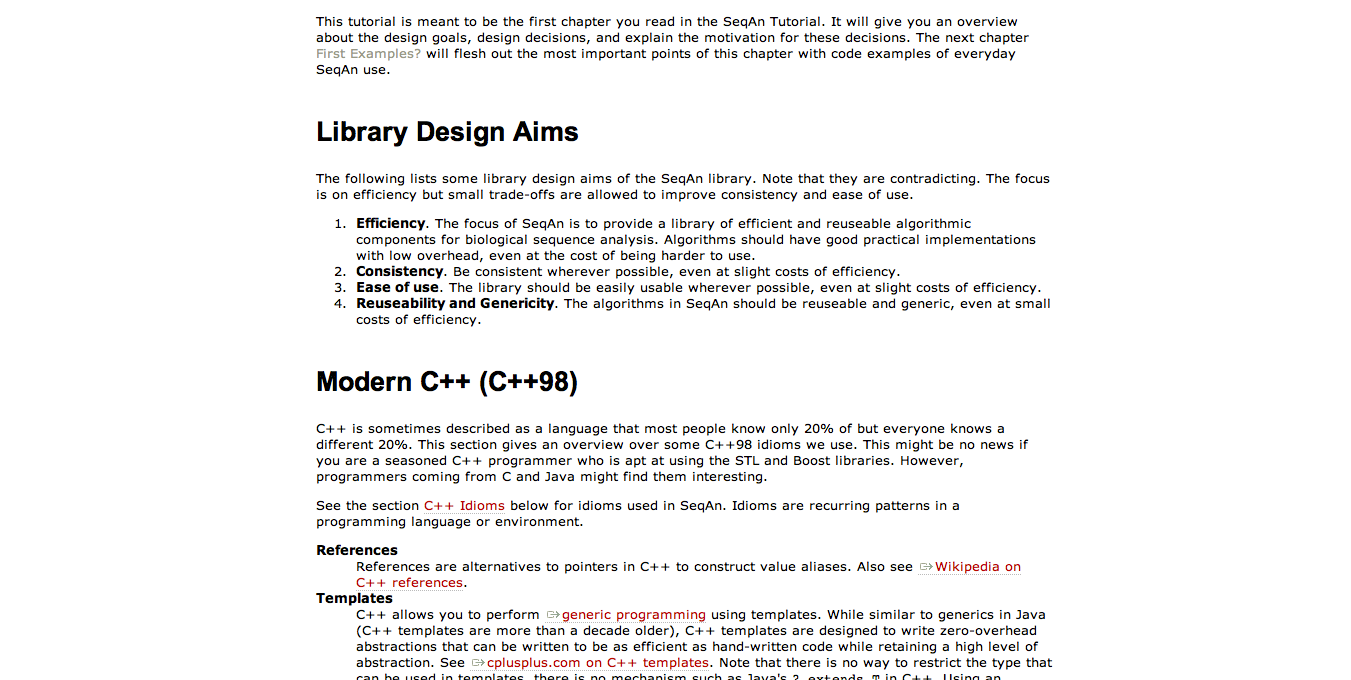 This tutorial is meant to be the first chapter you read in the SeqAn Tutorial. It will give you an overview
about the design goals, design decisions, and explain the motivation for these decisions. The next chapter
First Examples? will flesh out the most important points of this chapter with code examples of everyday
SeqAn use.
Library Design Aims
The following lists some library design aims of the SeqAn library. Note that they are contradicting. The focus
is on efficiency but small trade-offs are allowed to improve consistency and ease of use.
1. Efficiency. The focus of SeqAn is to provide a library of efficient and reuseable algorithmic
components for biological sequence analysis. Algorithms should have good practical implementations
with low overhead, even at the cost of being harder to use.
2. Consistency. Be consistent wherever possible, even at slight costs of efficiency.
3. Ease of use. The library should be easily usable wherever possible, even at slight costs of efficiency.
4. Reuseability and Genericity. The algorithms in SeqAn should be reuseable and generic, even at small
costs of efficiency.
Modern C++ (C++98)
C++ is sometimes described as a language that most people know only 20% of but everyone knows a
different 20%. This section gives an overview over some C++98 idioms we use. This might be no news if
you are a seasoned C++ programmer who is apt at using the STL and Boost libraries. However,
programmers coming from C and Java might find them interesting.
See the section C++ Idioms below for idioms used in SeqAn. Idioms are recurring patterns in a
programming language or environment.
References
References are alternatives to pointers in C++ to construct value aliases. Also see Wikipedia on
C++ references.
Templates
C++ allows you to perform generic programming using templates. While similar to generics in Java
(C++ templates are more than a decade older), C++ templates are designed to write zero-overhead
abstractions that can be written to be as efficient as hand-written code while retaining a high level of
abstraction. See cplusplus.com on C++ templates. Note that there is no way to restrict the type that
can be used in templates, there is no mechanism such as Java's ? extends T in C++. Using an